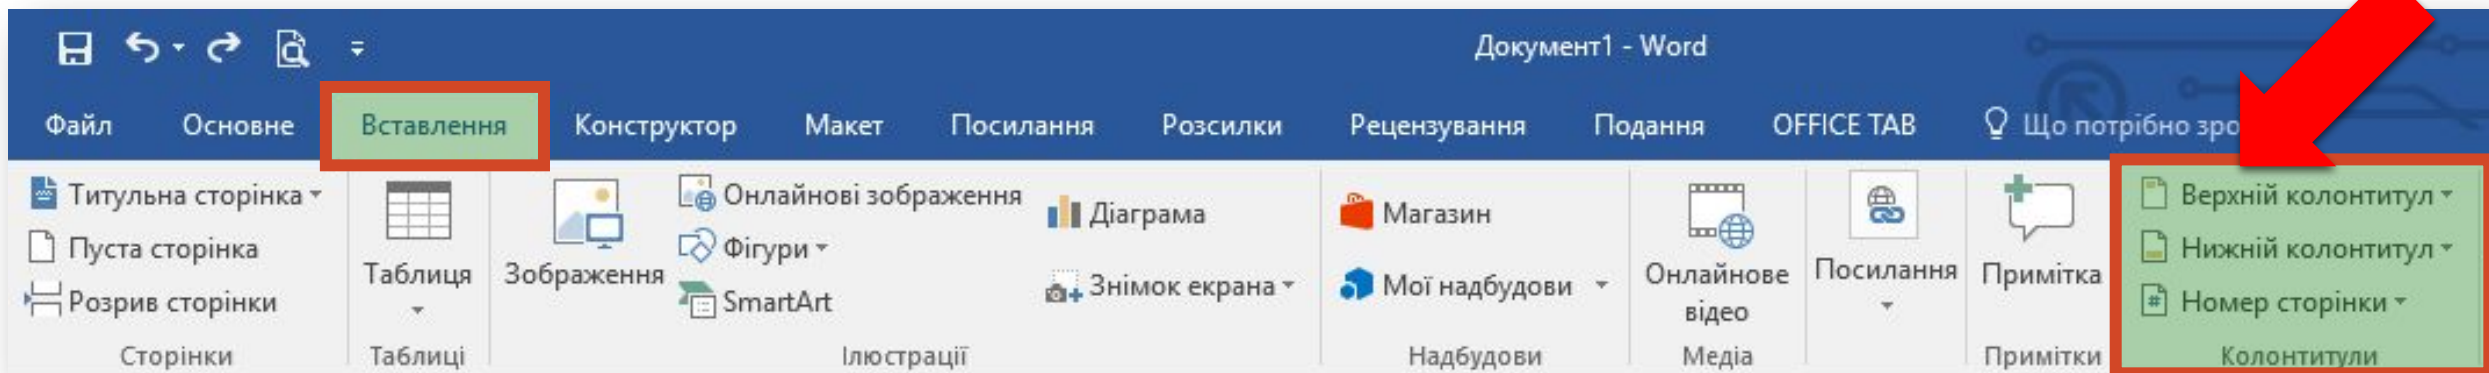 Документ1 - Word
Файл Основне Вставлення Конструктор Макет Посилання Розсилки Рецензування Подання OFFICE TAB Що потрібно зро
Титульна сторінка
Пуста сторінка
Розрив сторінки
Сторінки
Таблиця
Таблиці
Зображення
Онлайнові зображення
Фігури
SmartArt
Діаграма
Знімок екрана
Ілюстрації
Магазин
Мої надбудови
Надбудови
Онлайнове
відео
Медіа
Посилання
Примітка
Примітки
Верхній колонтитул
Нижній колонтитул
Номер сторінки
Колонтитули